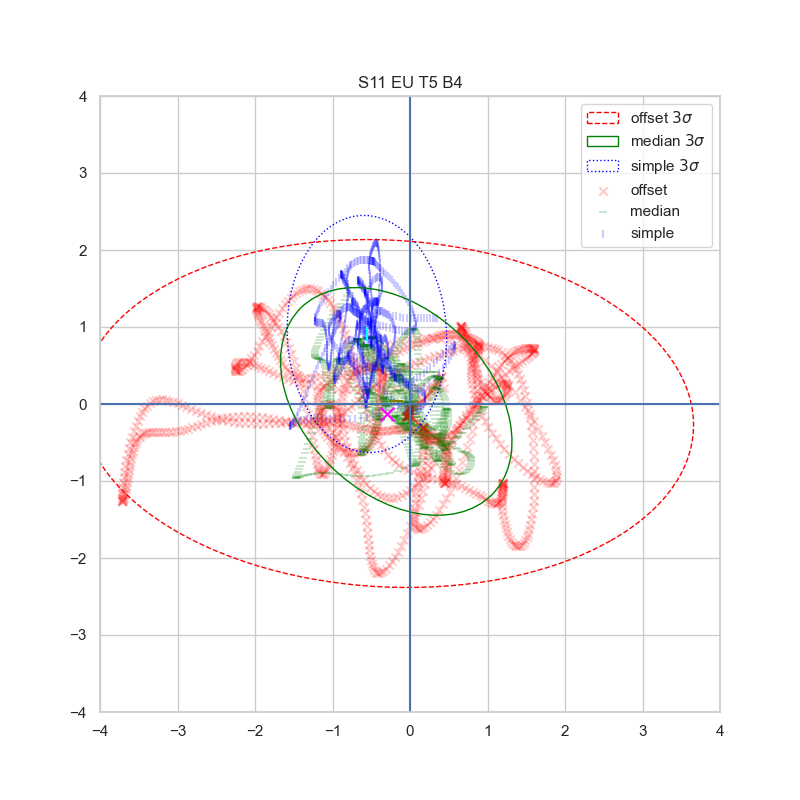 S11 EU T5 B4
4
3
2
1
0
−1
−2
−3
−4
−4
−3
−2
−1
0
1
2
3
4
offset 3σ
median 3σ
simple 3σ
offset
median
simple